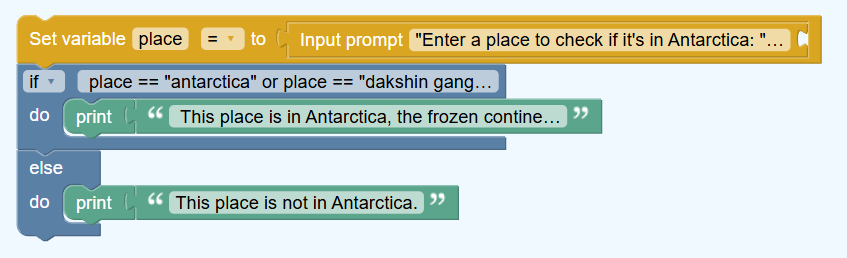 Set variable place = to Input prompt "Enter a place to check if it's in Antarctica: "...
if place == "antarctica" or place == "dakshin gang...
do print “ This place is in Antarctica, the frozen contine... ”
else
do print “ This place is not in Antarctica. ”